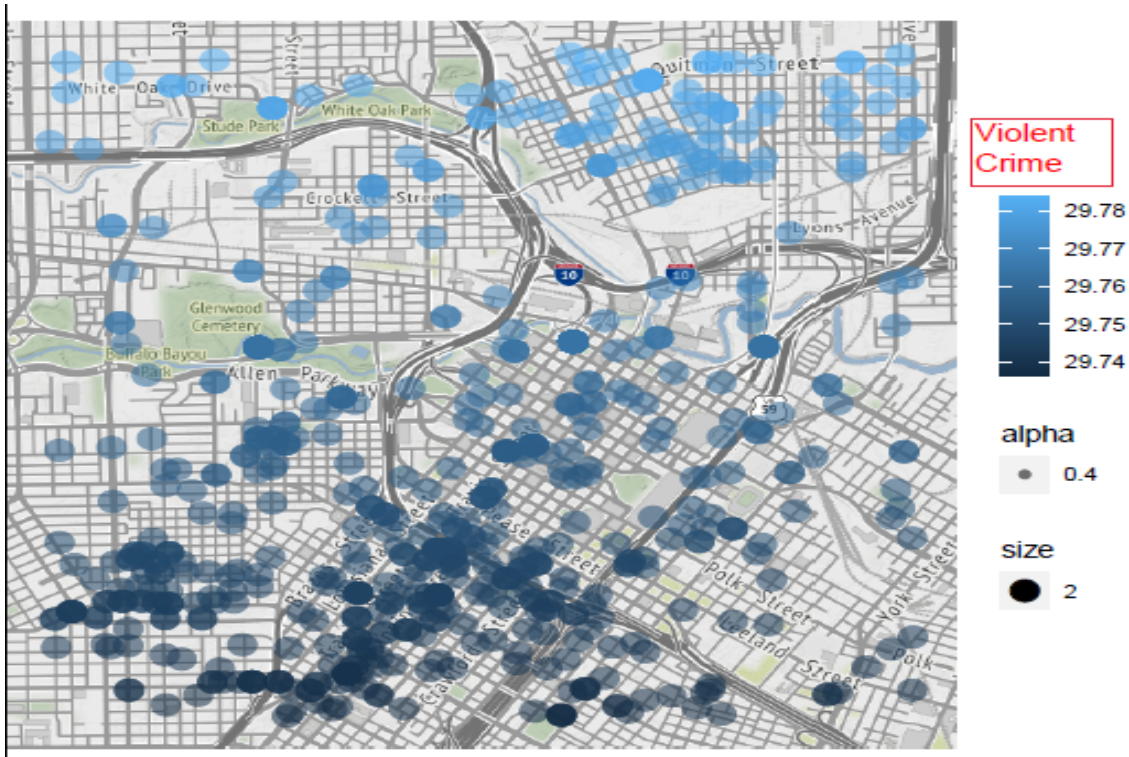 Street
White Oak Drive
Quitman Street
White Oak Park
Stude Park
Violent
Crime
29.78
29.77
29.76
29.75
29.74
Crockett Street
Lyons Avenue
10
10
Glenwood
Cemetery
Buffalo Bayou
Park
Allen Parkway
59
alpha
0.4
size
2
Polk Street
Leeland Street
York Street
Polk